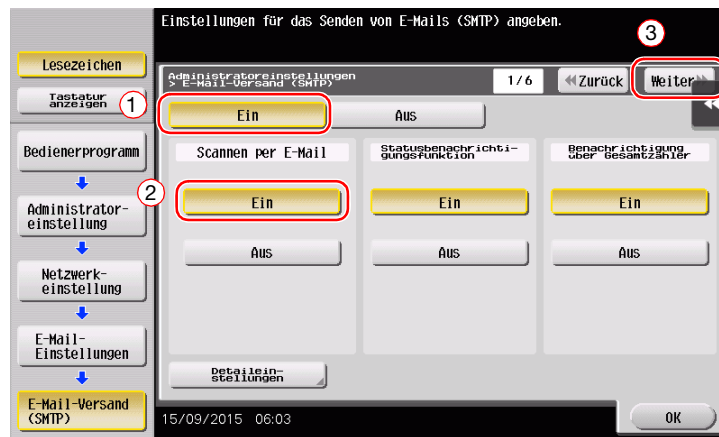 Einstellungen für das Senden von E-Mails (SMTP) angeben.
3
Lesezeichen
Tastatur
anzeigen
1
Administratoreinstellungen
> E-Mail-Versand (SMTP)
1/6
Zurück
Weiter
Ein
Aus
Bedienerprogramm
Administrator-
einstellung
Netzwerk-
einstellung
E-Mail-
Einstellungen
E-Mail-Versand
(SMTP)
Scannen per E-Mail
2
Ein
Aus
Statusbenachrichti-
gungsfunktion
Ein
Aus
Benachrichtigung
über Gesamtzähler
Ein
Aus
Detailein-
stellungen
15/09/2015 06:03
OK